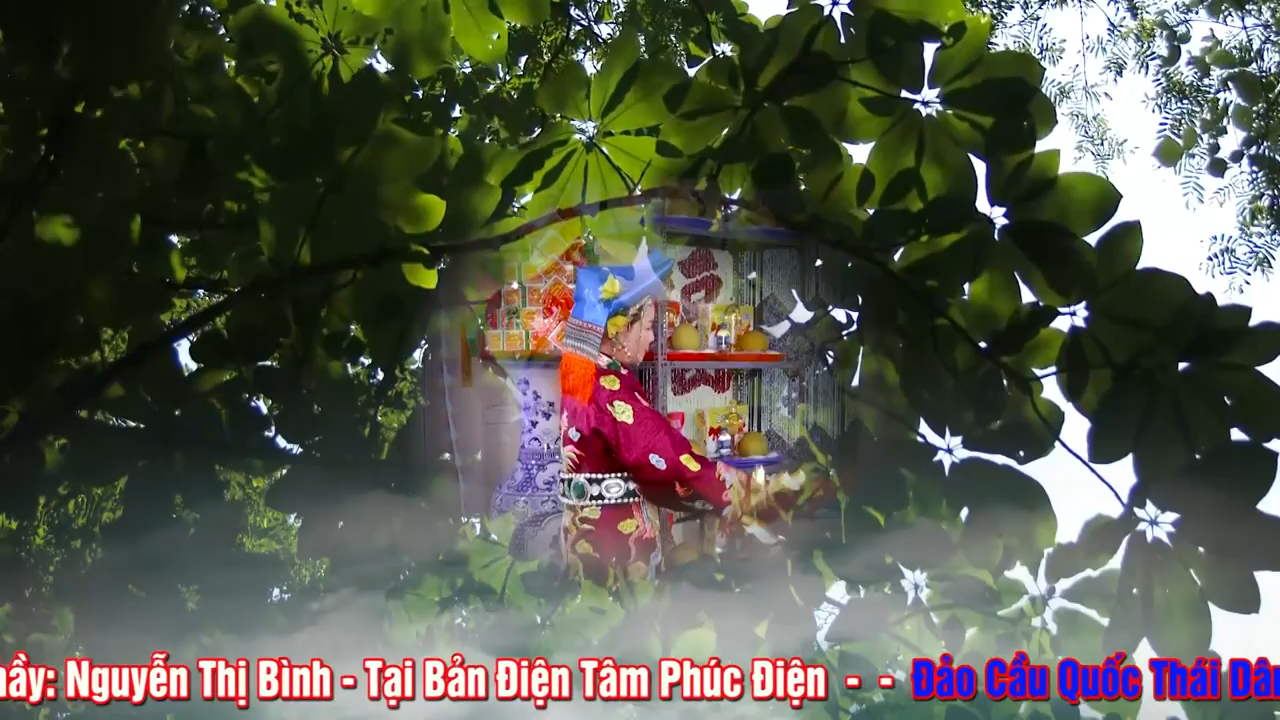 Nguyễn Thị Bình - Tại Bản Điện Tâm Phúc Điện - - Đảo Cầu Quốc Thái